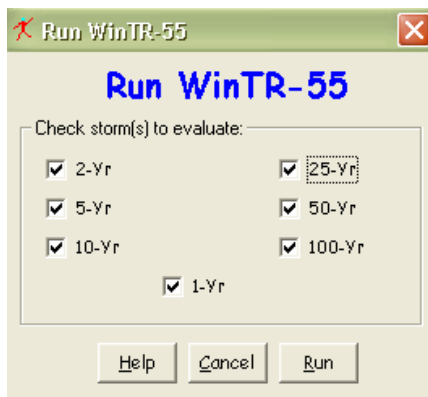 Run WinTR-55
Run WinTR-55
Check storm(s) to evaluate:
2-Yr 25-Yr
5-Yr 50-Yr
10-Yr 100-Yr
1-Yr
Help Cancel Run